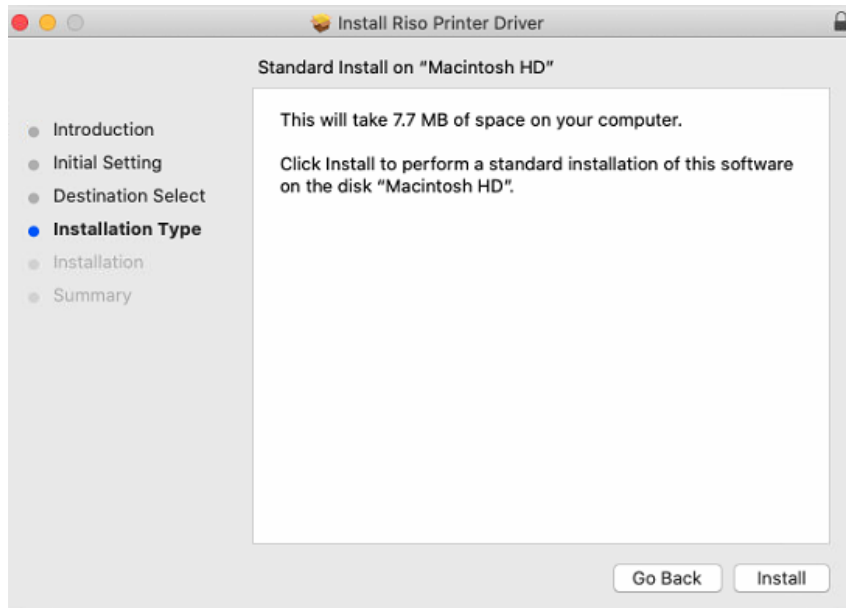 Install Riso Printer Driver
Standard Install on “Macintosh HD”
Introduction
Initial Setting
Destination Select
Installation Type
Installation
Summary
This will take 7.7 MB of space on your computer.
Click Install to perform a standard installation of this software
on the disk “Macintosh HD”.
Go Back
Install